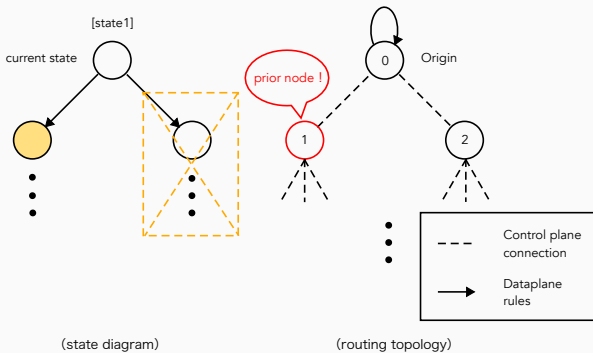 [state1]
current state
prior node !
0
Origin
1
2
Control plane
connection
Dataplane
rules
(state diagram)
(routing topology)